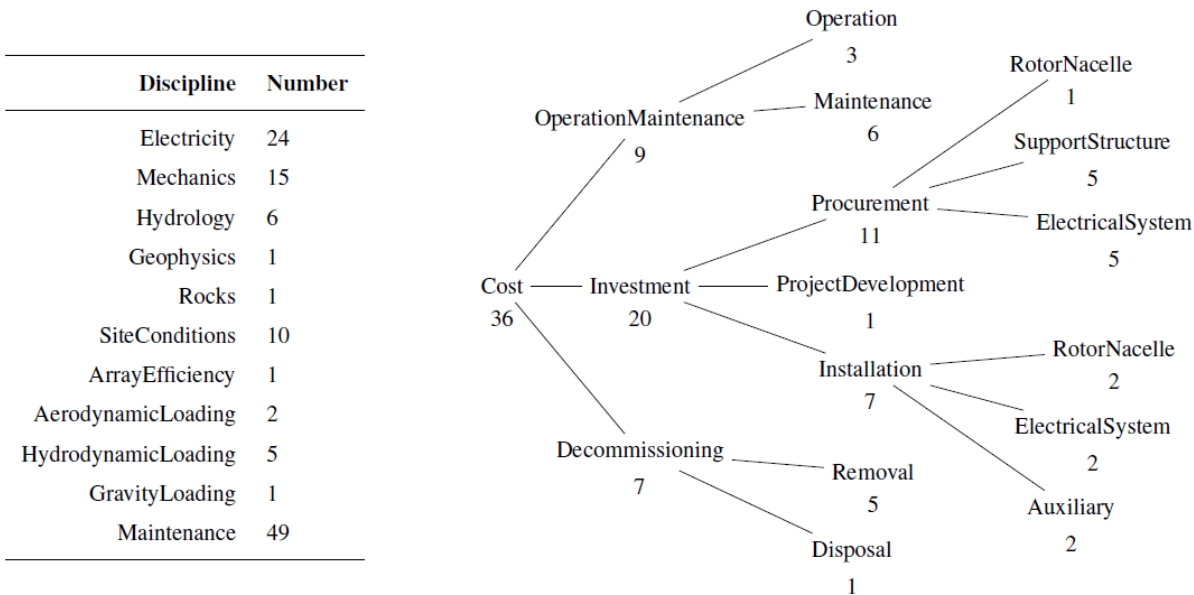 Discipline Number
Electricity 24
Mechanics 15
Hydrology 6
Geophysics 1
Rocks 1
SiteConditions 10
ArrayEfficiency 1
AerodynamicLoading 2
HydrodynamicLoading 5
GravityLoading 1
Maintenance 49
Cost
36
OperationMaintenance
9
Operation
3
Maintenance
6
Investment
20
Procurement
11
RotorNacelle
1
SupportStructure
5
ElectricalSystem
5
ProjectDevelopment
1
Installation
7
RotorNacelle
2
ElectricalSystem
2
Auxiliary
2
Decommissioning
7
Removal
5
Disposal
1